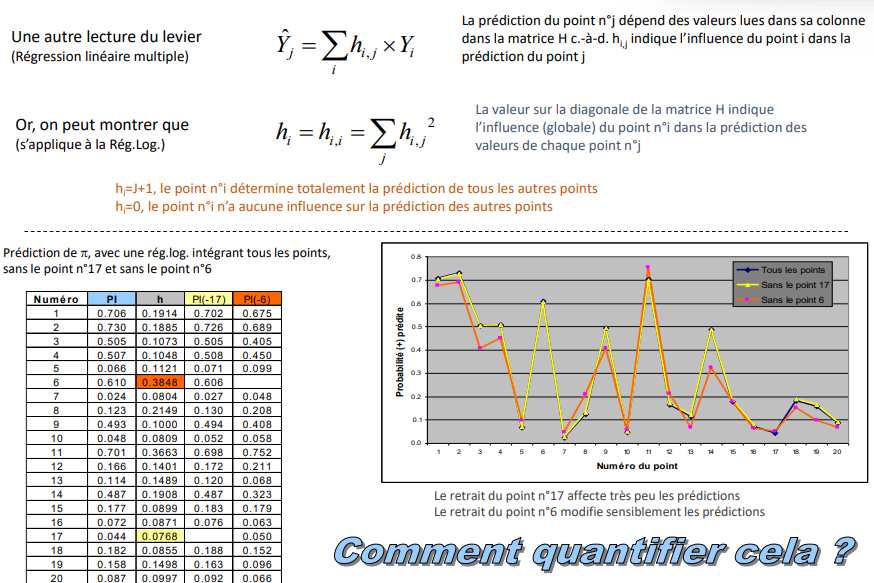 Une autre lecture du levier
(Régression linéaire multiple)
Ŷj = ∑i hi,j × Yi
La prédiction du point n°j dépend des valeurs lues dans sa colonne
dans la matrice H c.-à-d. hi,j indique l'influence du point i dans la
prédiction du point j
Or, on peut montrer que
(s'applique à la Rég.Log.)
hi = hi,i = ∑j hi,j²
La valeur sur la diagonale de la matrice H indique
l'influence (globale) du point n°i dans la prédiction des
valeurs de chaque point n°j
hi=J+1, le point n°i détermine totalement la prédiction de tous les autres points
hi=0, le point n°i n'a aucune influence sur la prédiction des autres points
Prédiction de π, avec une rég.log. intégrant tous les points,
sans le point n°17 et sans le point n°6
Numéro PI h PI(-17) PI(-6)
1 0.706 0.1914 0.702 0.675
2 0.730 0.1885 0.726 0.689
3 0.505 0.1073 0.505 0.405
4 0.507 0.1048 0.508 0.450
5 0.066 0.1121 0.071 0.099
6 0.610 0.3848 0.606
7 0.024 0.0804 0.027 0.048
8 0.123 0.2149 0.130 0.208
9 0.493 0.1000 0.494 0.408
10 0.048 0.0809 0.052 0.058
11 0.701 0.3663 0.698 0.752
12 0.166 0.1401 0.172 0.211
13 0.114 0.1489 0.120 0.068
14 0.487 0.1908 0.487 0.323
15 0.177 0.0899 0.183 0.179
16 0.072 0.0871 0.076 0.063
17 0.044 0.0768 0.050
18 0.182 0.0855 0.188 0.152
19 0.158 0.1498 0.163 0.096
20 0.087 0.0997 0.092 0.066
Probabilité (+) prédite
0.8
0.7
0.6
0.5
0.4
0.3
0.2
0.1
0.0
Tous les points
Sans le point 17
Sans le point 6
1 2 3 4 5 6 7 8 9 10 11 12 13 14 15 16 17 18 19 20
Numéro du point
Le retrait du point n°17 affecte très peu les prédictions
Le retrait du point n°6 modifie sensiblement les prédictions
Comment quantifier cela ?